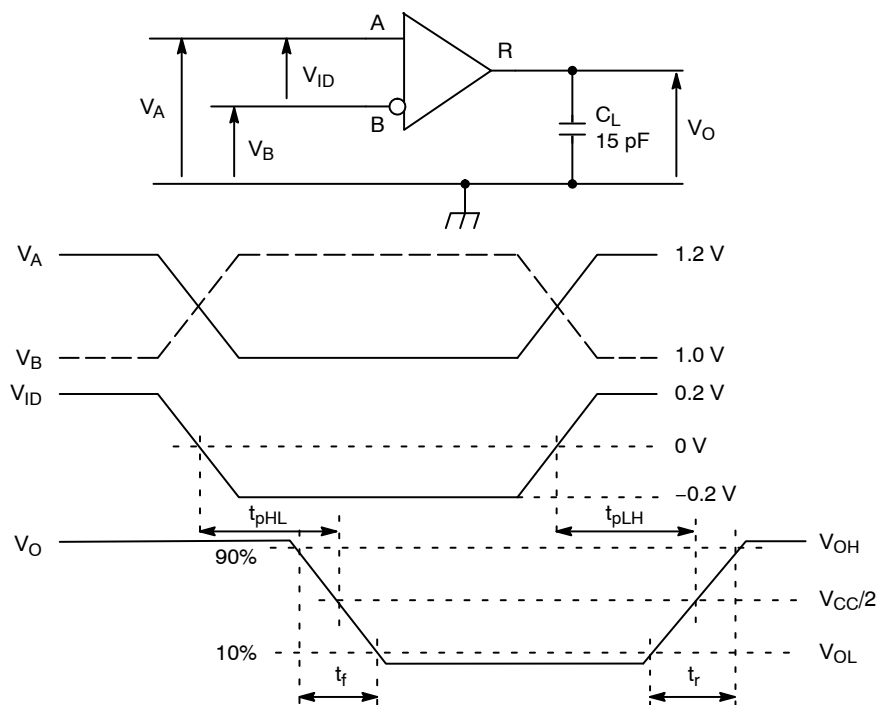 A
R
V_ID
V_A
B
C_L
15 pF
V_O
V_B
V_A
1.2 V
V_B
1.0 V
V_ID
0.2 V
0 V
−0.2 V
t_pHL
t_pLH
V_O
90%
V_OH
V_CC/2
10%
V_OL
t_f
t_r